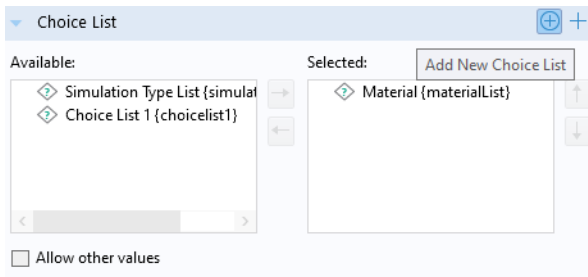 Choice List
Available:
Selected:
Add New Choice List
Simulation Type List {simulat
Choice List 1 {choicelist1}
Material {materialList}
Allow other values